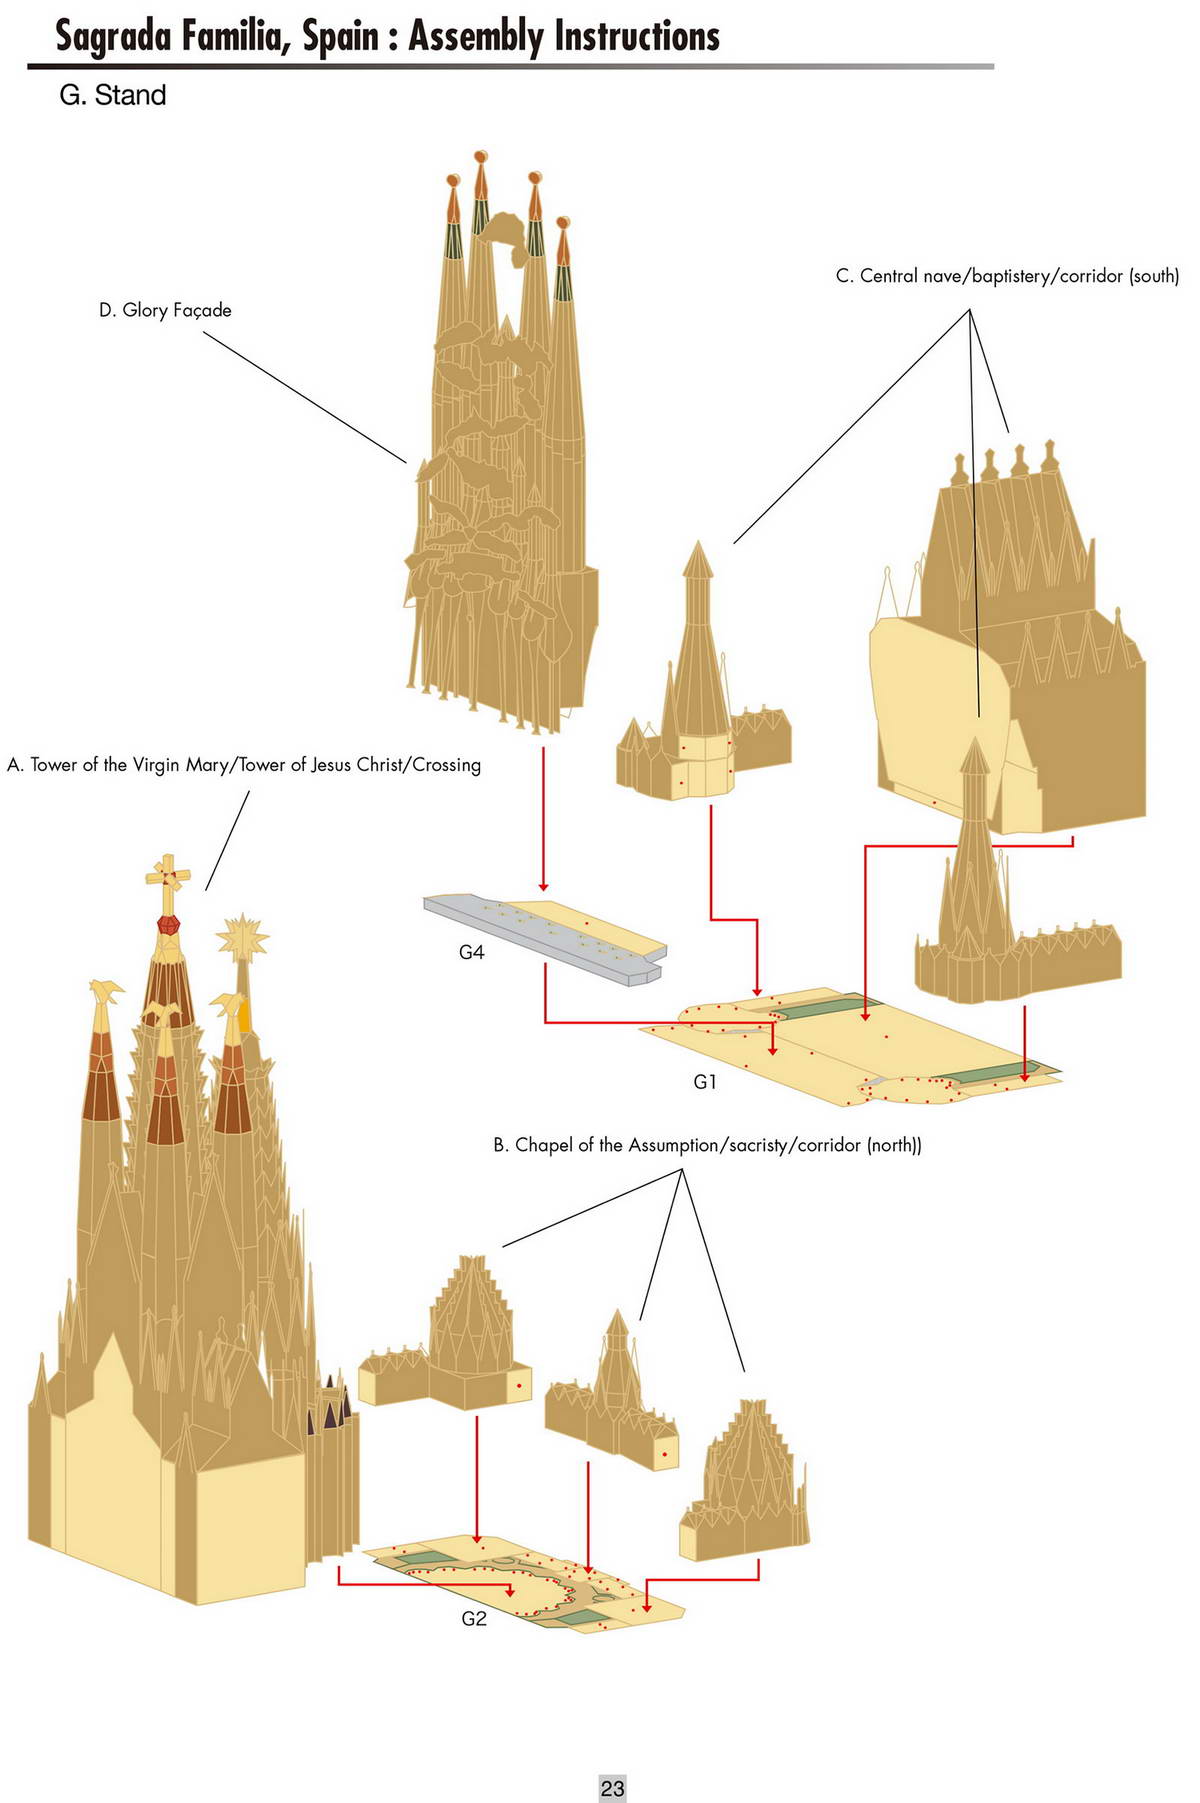 Sagrada Familia, Spain : Assembly Instructions
G. Stand
C. Central nave/baptistery/corridor (south)
D. Glory Façade
A. Tower of the Virgin Mary/Tower of Jesus Christ/Crossing
G4
G1
B. Chapel of the Assumption/sacristy/corridor (north))
G2
23